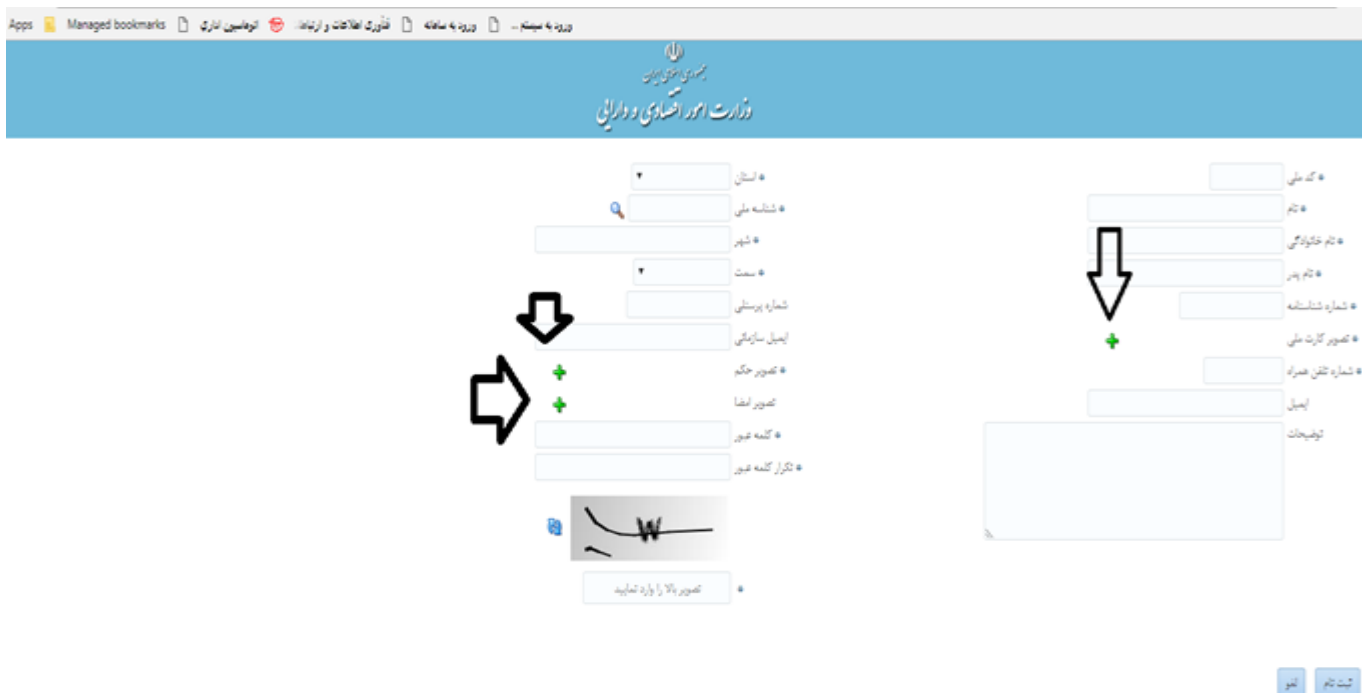 Apps Managed bookmarks اتوماسیون اداری فنّآوری اطلاعات و ارتباطا... ورود به سامانه ورود به سیستم ...
جمهوری اسلامی ایران
وزارت امور اقتصادی و دارایی
کد ملی
استان
نام
شناسه ملی
نام خانوادگی
شهر
نام پدر
سمت
شماره شناسنامه
شماره پرسنلی
تصویر کارت ملی
ایمیل سازمانی
شماره تلفن همراه
تصویر حکم
ایمیل
تصویر امضا
توضیحات
کلمه عبور
تکرار کلمه عبور
W
تصویر بالا را وارد نمایید
ثبت نام لغو